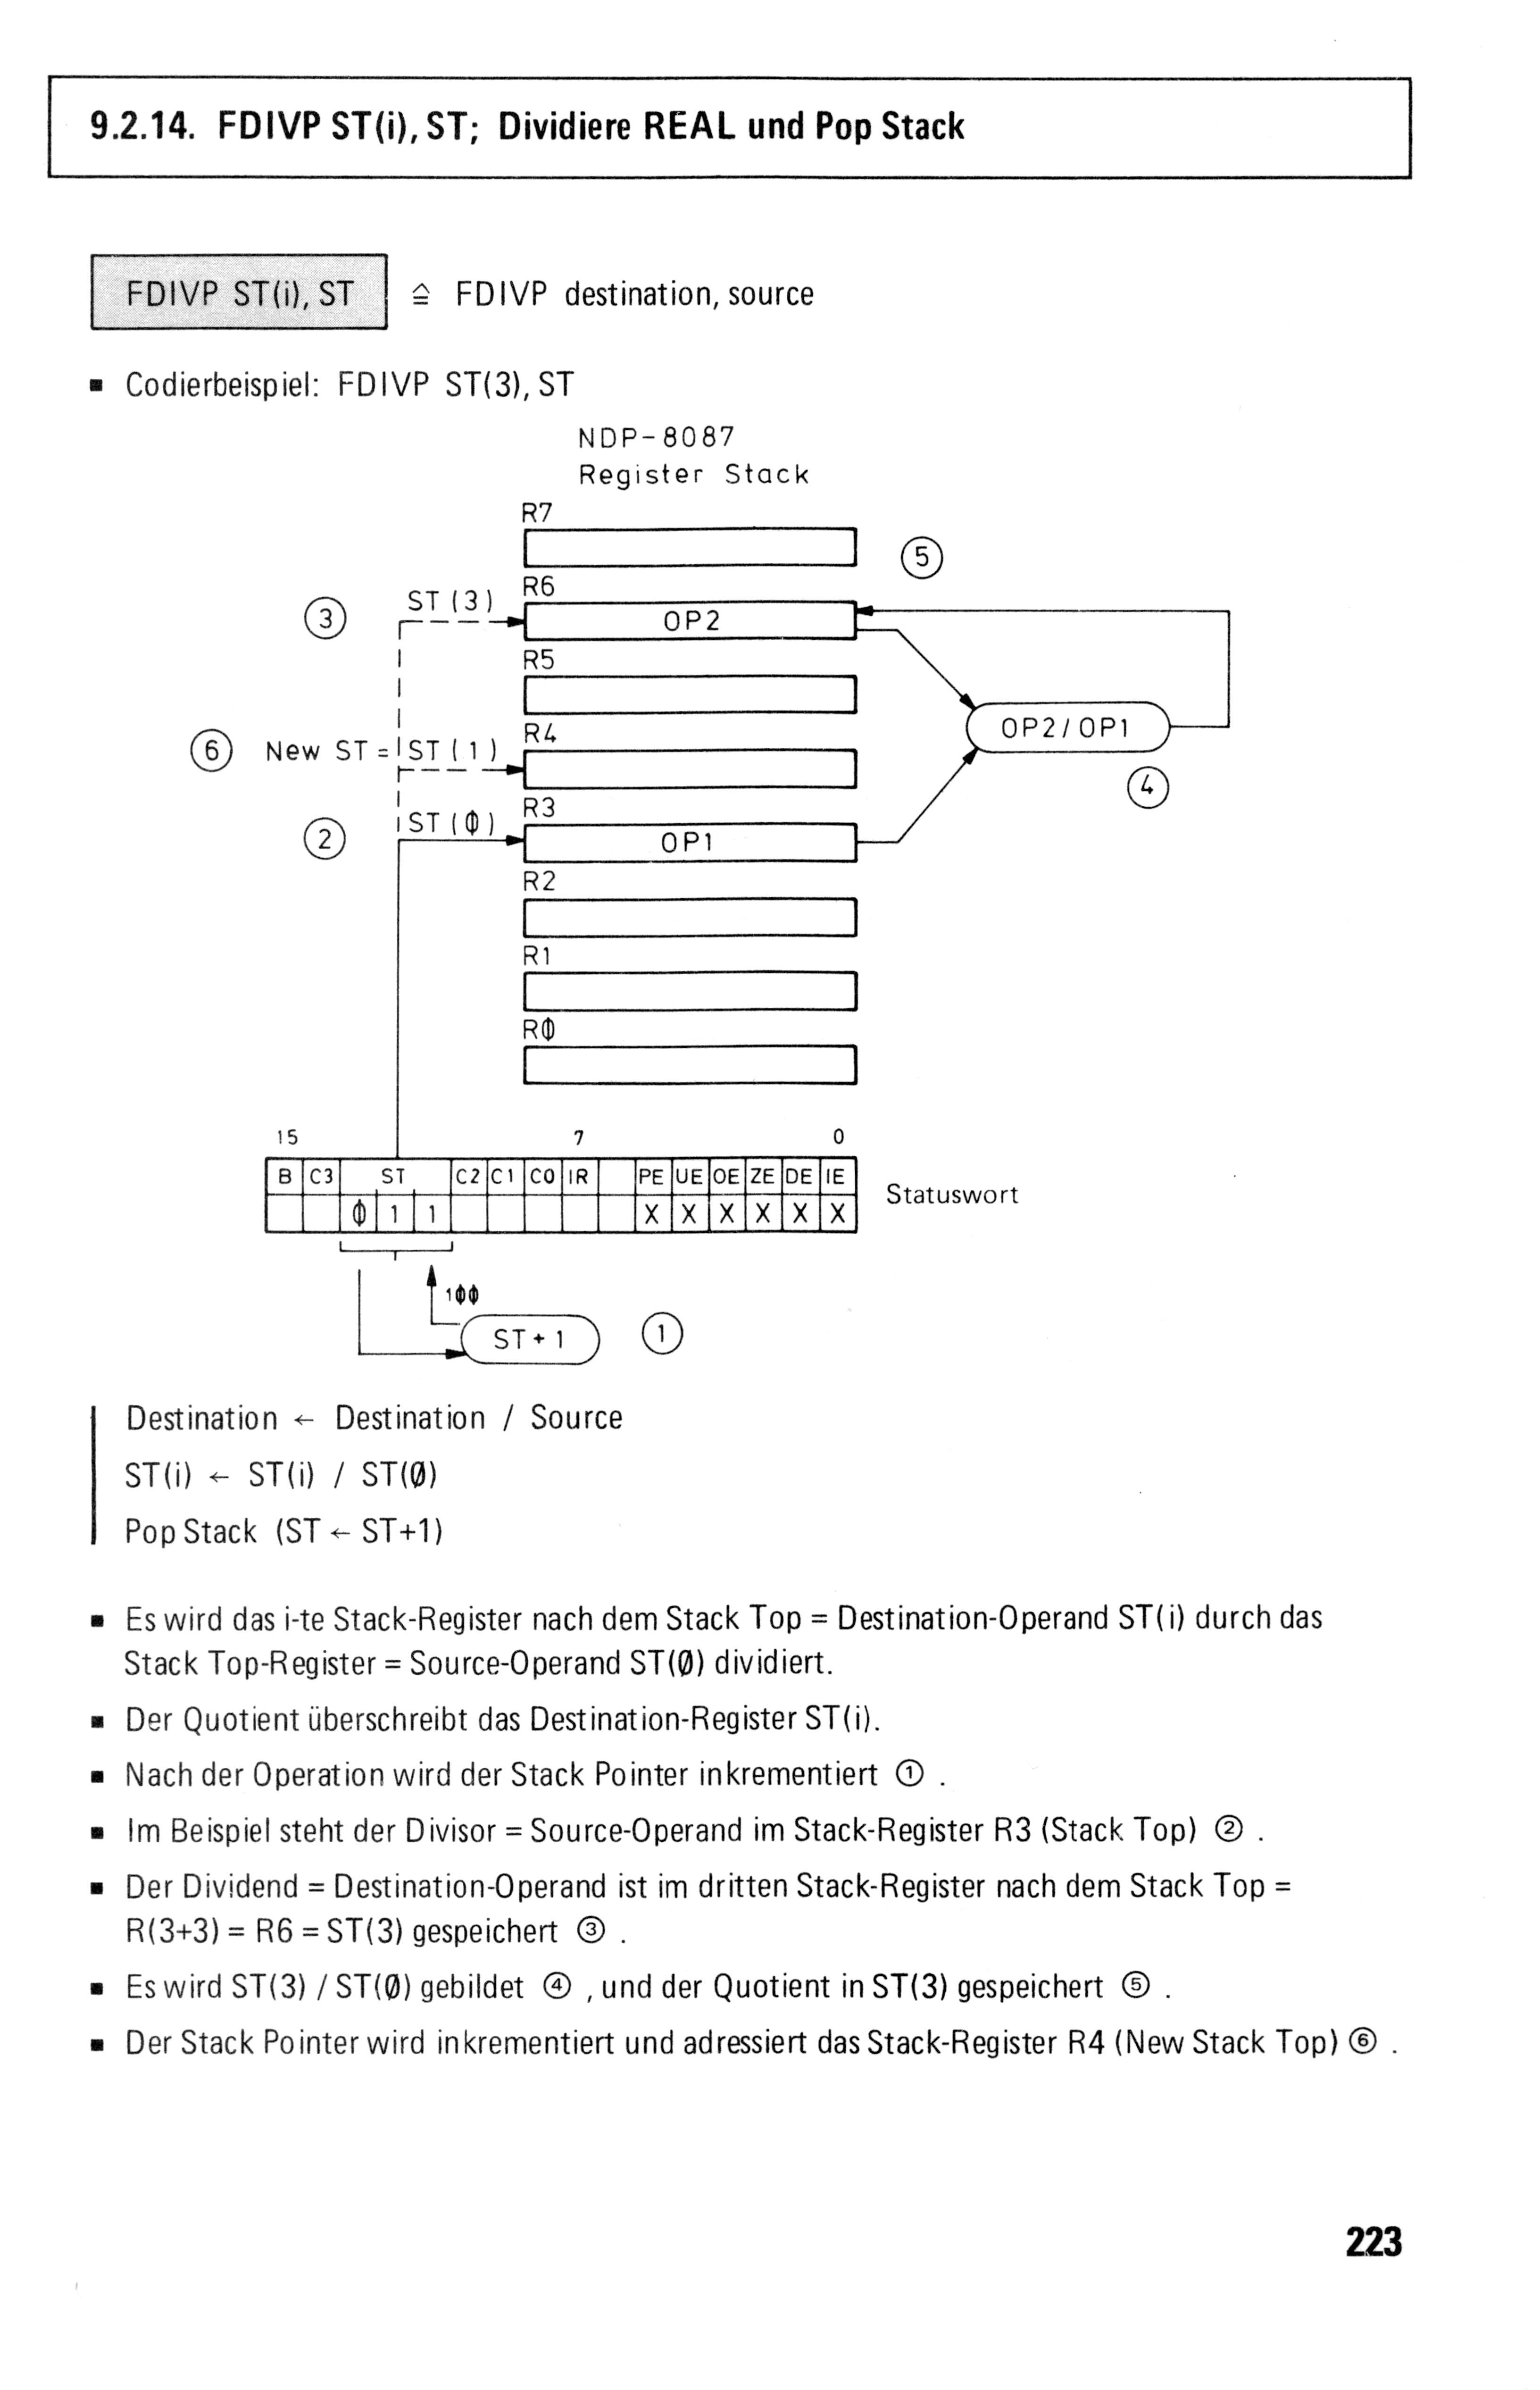 9.2.14. FDIVP ST(i), ST; Dividiere REAL und Pop Stack
FDIVP ST(i), ST ≙ FDIVP destination, source
▪ Codierbeispiel: FDIVP ST(3), ST
NDP-8087
Register Stack
R7
⑤
R6
③ ST(3)
OP2
R5
R4
⑥ New ST = ST(1)
OP2/OP1
④
R3
② ST(0)
OP1
R2
R1
R0
15 7 0
B C3 ST C2 C1 C0 IR PE UE OE ZE DE IE
Statuswort
0 1 1 X X X X X X
100
ST+1 ①
Destination ← Destination / Source
ST(i) ← ST(i) / ST(0)
Pop Stack (ST ← ST+1)
▪ Es wird das i-te Stack-Register nach dem Stack Top = Destination-Operand ST(i) durch das
Stack Top-Register = Source-Operand ST(0) dividiert.
▪ Der Quotient überschreibt das Destination-Register ST(i).
▪ Nach der Operation wird der Stack Pointer inkrementiert ① .
▪ Im Beispiel steht der Divisor = Source-Operand im Stack-Register R3 (Stack Top) ② .
▪ Der Dividend = Destination-Operand ist im dritten Stack-Register nach dem Stack Top =
R(3+3) = R6 = ST(3) gespeichert ③ .
▪ Es wird ST(3) / ST(0) gebildet ④ , und der Quotient in ST(3) gespeichert ⑤ .
▪ Der Stack Pointer wird inkrementiert und adressiert das Stack-Register R4 (New Stack Top) ⑥ .
223